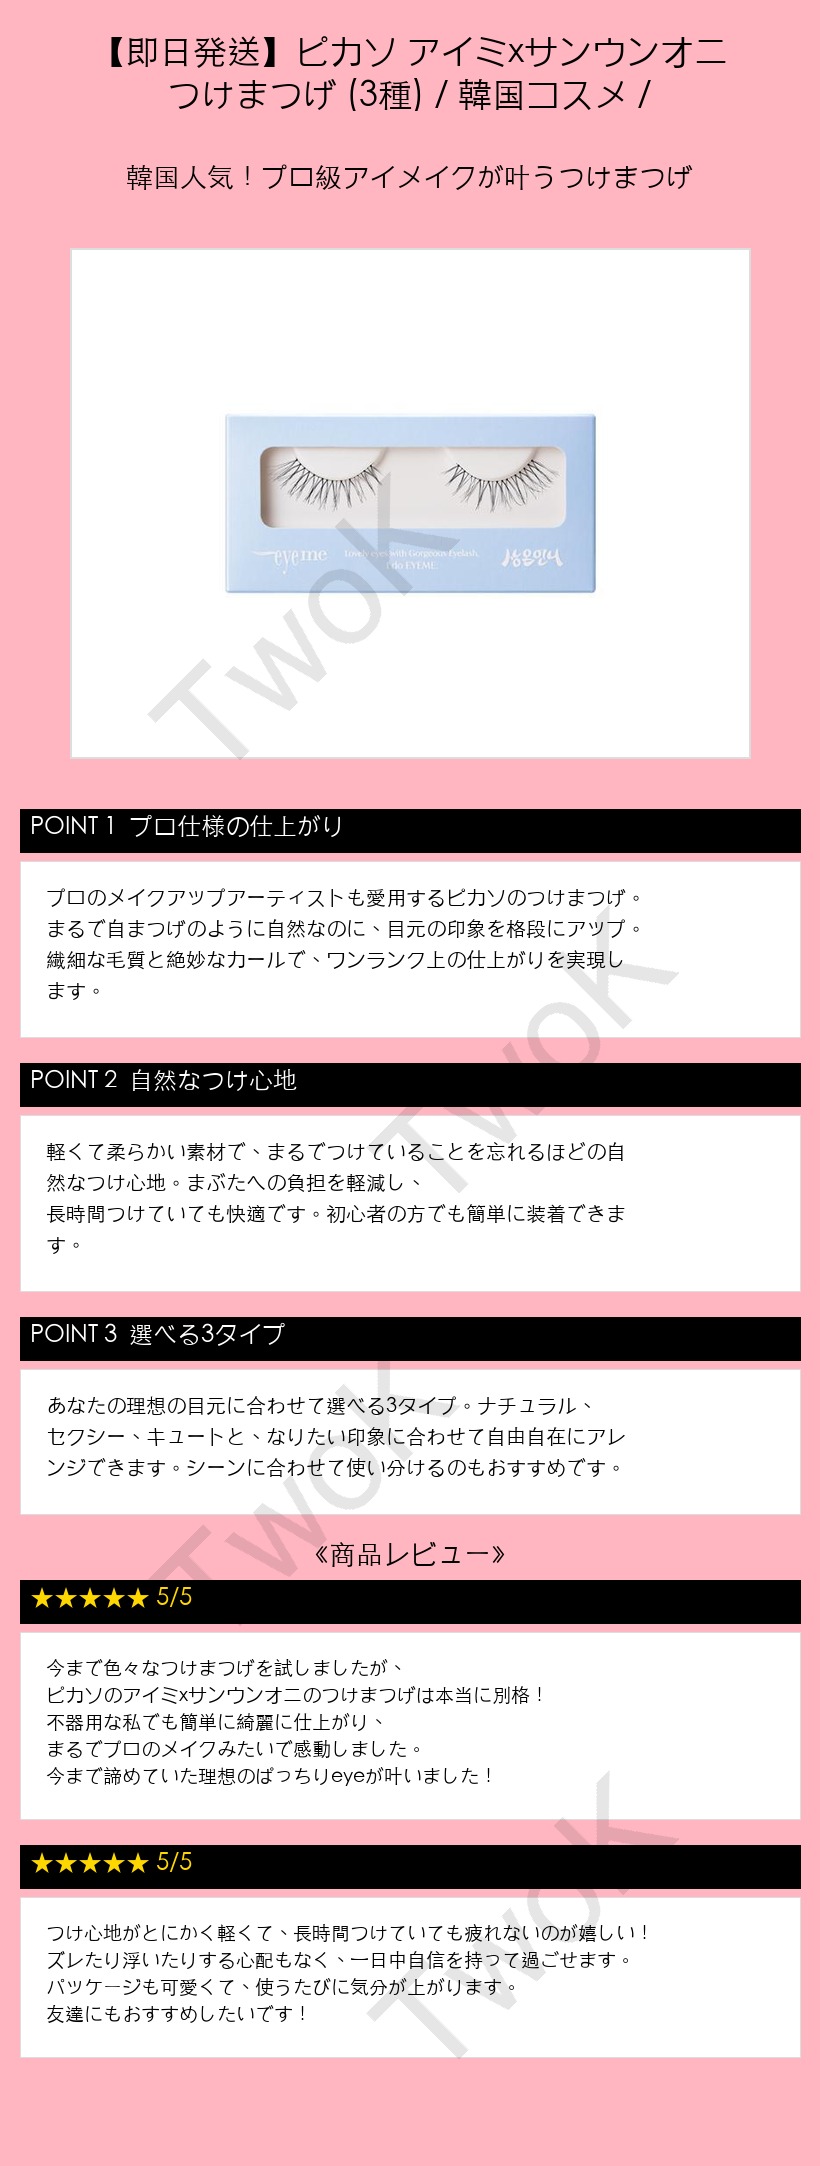 【即日発送】ピカソ アイミxサンウンオニ
つけまつげ (3種) / 韓国コスメ /
韓国人気！プロ級アイメイクが叶うつけまつげ
eyeme
Lovely eyes with Gorgeous Eyelash,
I do EYEME.
상은언니
TwoK
POINT 1 プロ仕様の仕上がり
プロのメイクアップアーティストも愛用するピカソのつけまつげ。
まるで自まつげのように自然なのに、目元の印象を格段にアップ。
繊細な毛質と絶妙なカールで、ワンランク上の仕上がりを実現し
ます。
TwoK
POINT 2 自然なつけ心地
軽くて柔らかい素材で、まるでつけていることを忘れるほどの自
然なつけ心地。まぶたへの負担を軽減し、
長時間つけていても快適です。初心者の方でも簡単に装着できま
す。
POINT 3 選べる3タイプ
あなたの理想の目元に合わせて選べる3タイプ。ナチュラル、
セクシー、キュートと、なりたい印象に合わせて自由自在にアレ
ンジできます。シーンに合わせて使い分けるのもおすすめです。
TwoK
《商品レビュー》
★★★★★ 5/5
今まで色々なつけまつげを試しましたが、
ピカソのアイミxサンウンオニのつけまつげは本当に別格！
不器用な私でも簡単に綺麗に仕上がり、
まるでプロのメイクみたいで感動しました。
今まで諦めていた理想のぱっちりeyeが叶いました！
★★★★★ 5/5
つけ心地がとにかく軽くて、長時間つけていても疲れないのが嬉しい！
ズレたり浮いたりする心配もなく、一日中自信を持って過ごせます。
パッケージも可愛くて、使うたびに気分が上がります。
友達にもおすすめしたいです！
TwoK